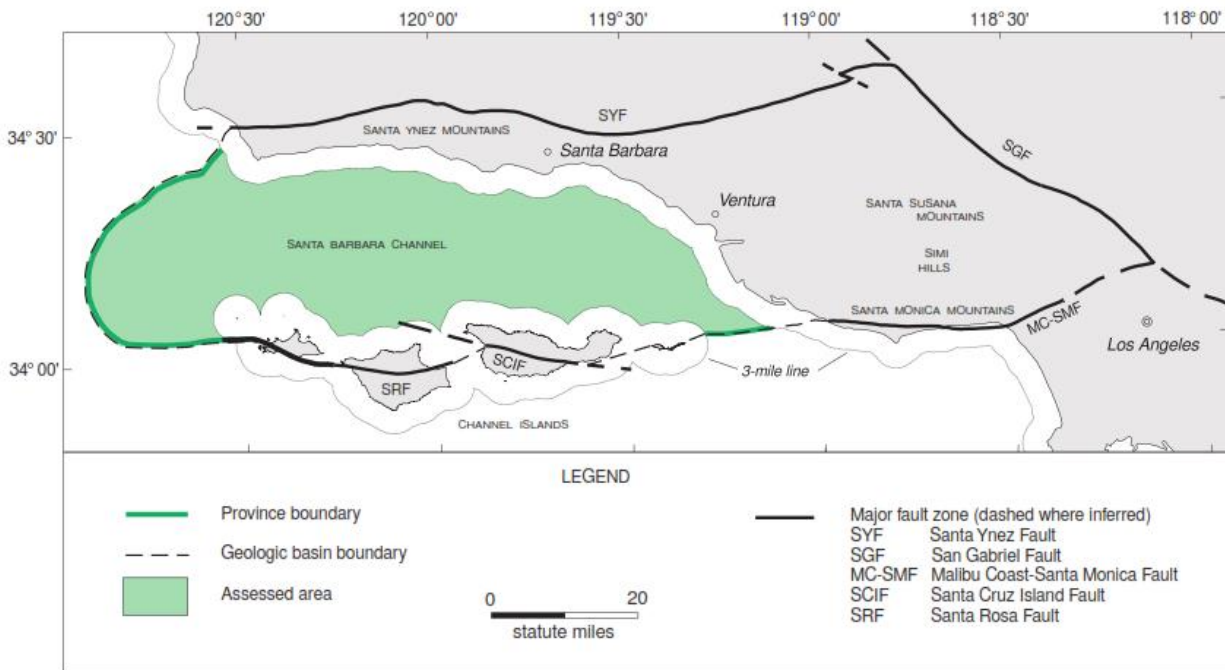 120°30' 120°00' 119°30' 119°00' 118°30' 118°00'
34°30'
34°00'
SYF
SANTA YNEZ MOUNTAINS
Santa Barbara
SGF
Ventura
SANTA SUSANA
MOUNTAINS
SIMI
HILLS
SANTA BARBARA CHANNEL
SANTA MONICA MOUNTAINS
MC-SMF
Los Angeles
SCIF
SRF
3-mile line
CHANNEL ISLANDS
LEGEND
Province boundary
Geologic basin boundary
Assessed area
0 20
statute miles
Major fault zone (dashed where inferred)
SYF Santa Ynez Fault
SGF San Gabriel Fault
MC-SMF Malibu Coast-Santa Monica Fault
SCIF Santa Cruz Island Fault
SRF Santa Rosa Fault